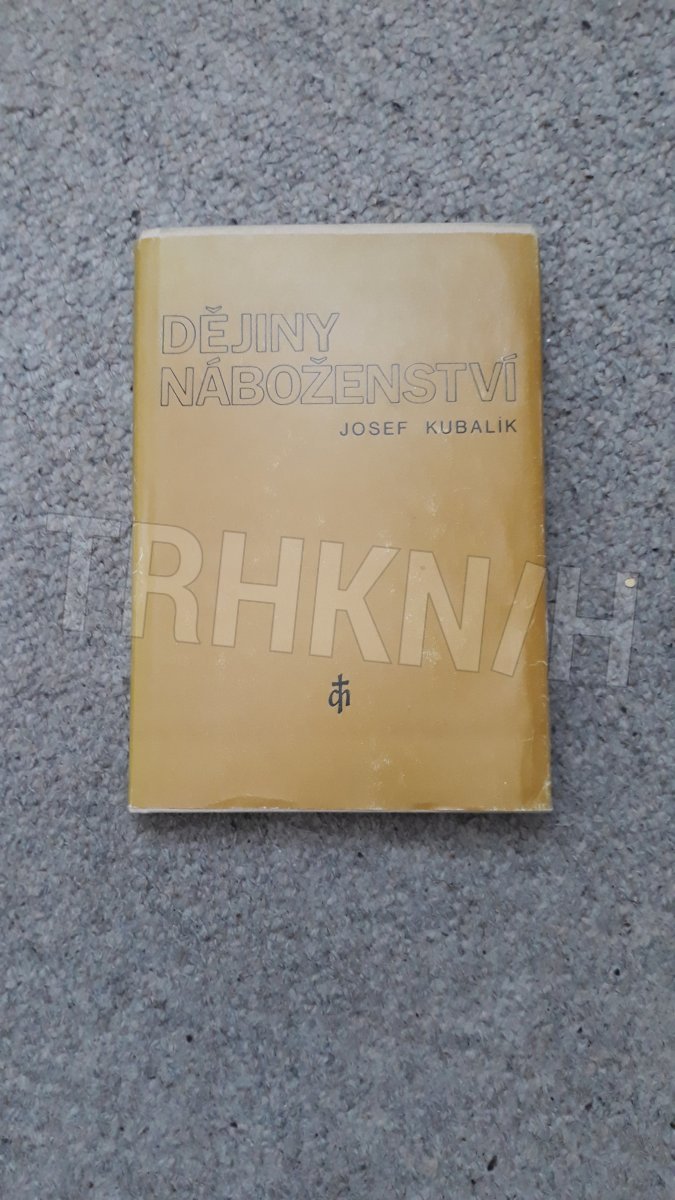 DĚJINY
NÁBOŽENSTVÍ
JOSEF KUBALÍK
TRHKNIH